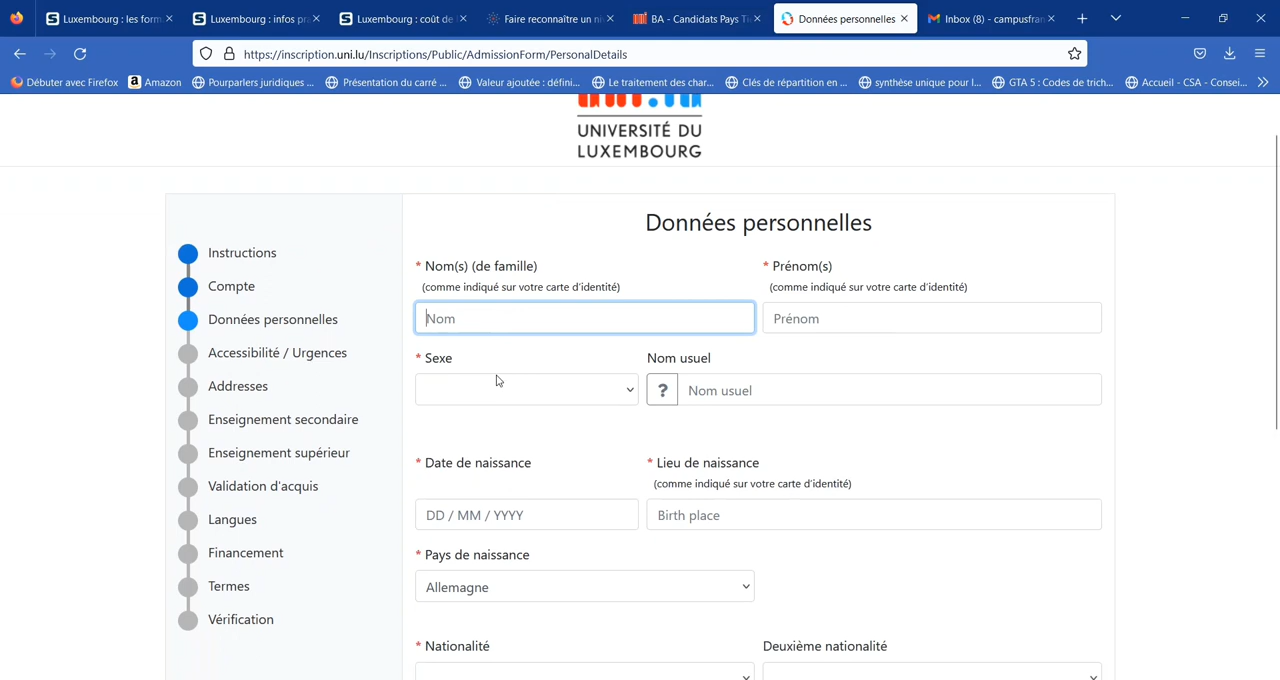 Luxembourg : les form
Luxembourg : infos pr
Luxembourg : coût de
Faire reconnaître un ni
BA - Candidats Pays Ti
Données personnelles
Inbox (8) - campusfran
https://inscription.uni.lu/Inscriptions/Public/AdmissionForm/PersonalDetails
Débuter avec Firefox
Amazon
Pourparlers juridiques ...
Présentation du carré ...
Valeur ajoutée : défini...
Le traitement des char...
Clés de répartition en ...
synthèse unique pour l...
GTA 5 : Codes de trich...
Accueil - CSA - Consei...
UNIVERSITÉ DU
LUXEMBOURG
Instructions
Compte
Données personnelles
Accessibilité / Urgences
Addresses
Enseignement secondaire
Enseignement supérieur
Validation d'acquis
Langues
Financement
Termes
Vérification
Données personnelles
* Nom(s) (de famille)
(comme indiqué sur votre carte d'identité)
Nom
* Prénom(s)
(comme indiqué sur votre carte d'identité)
Prénom
* Sexe
Nom usuel
? Nom usuel
* Date de naissance
DD / MM / YYYY
* Lieu de naissance
(comme indiqué sur votre carte d'identité)
Birth place
* Pays de naissance
Allemagne
* Nationalité
Deuxième nationalité